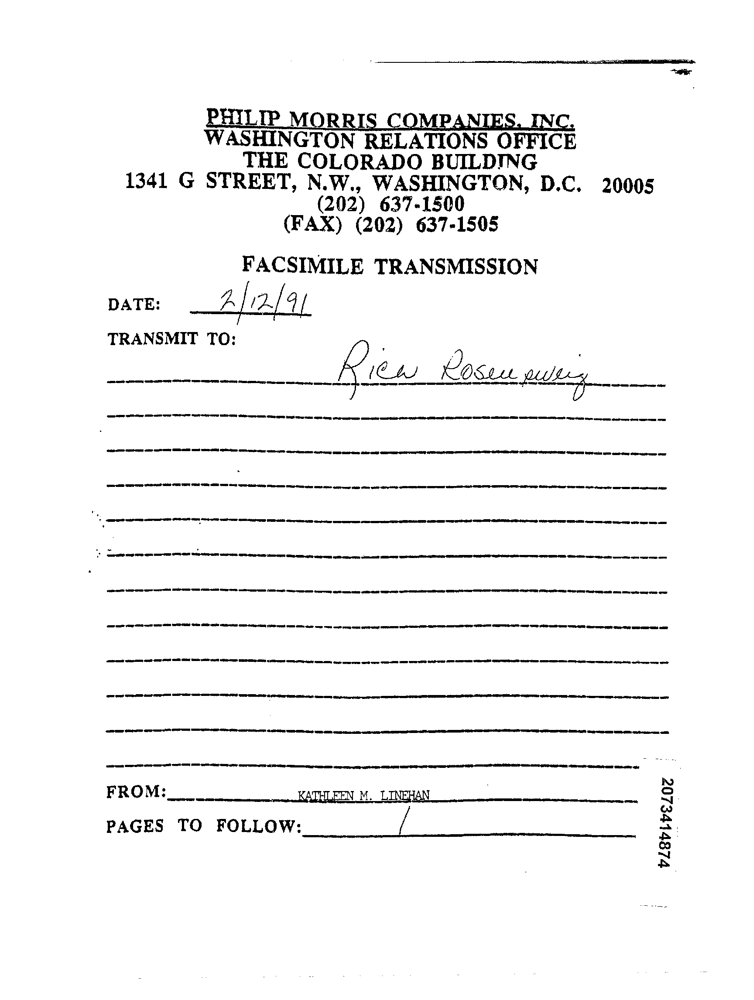 PHILIP MORRIS COMPANIES, INC.
WASHINGTON RELATIONS OFFICE
THE COLORADO BUILDING
1341 G STREET, N.W., WASHINGTON, D.C. 20005
(202) 637-1500
(FAX) (202) 637-1505
FACSIMILE TRANSMISSION
DATE: 2/12/91
TRANSMIT TO:
Rich Rosenzweig
FROM: KATHLEEN M. LINEHAN
PAGES TO FOLLOW: 1
2073414874